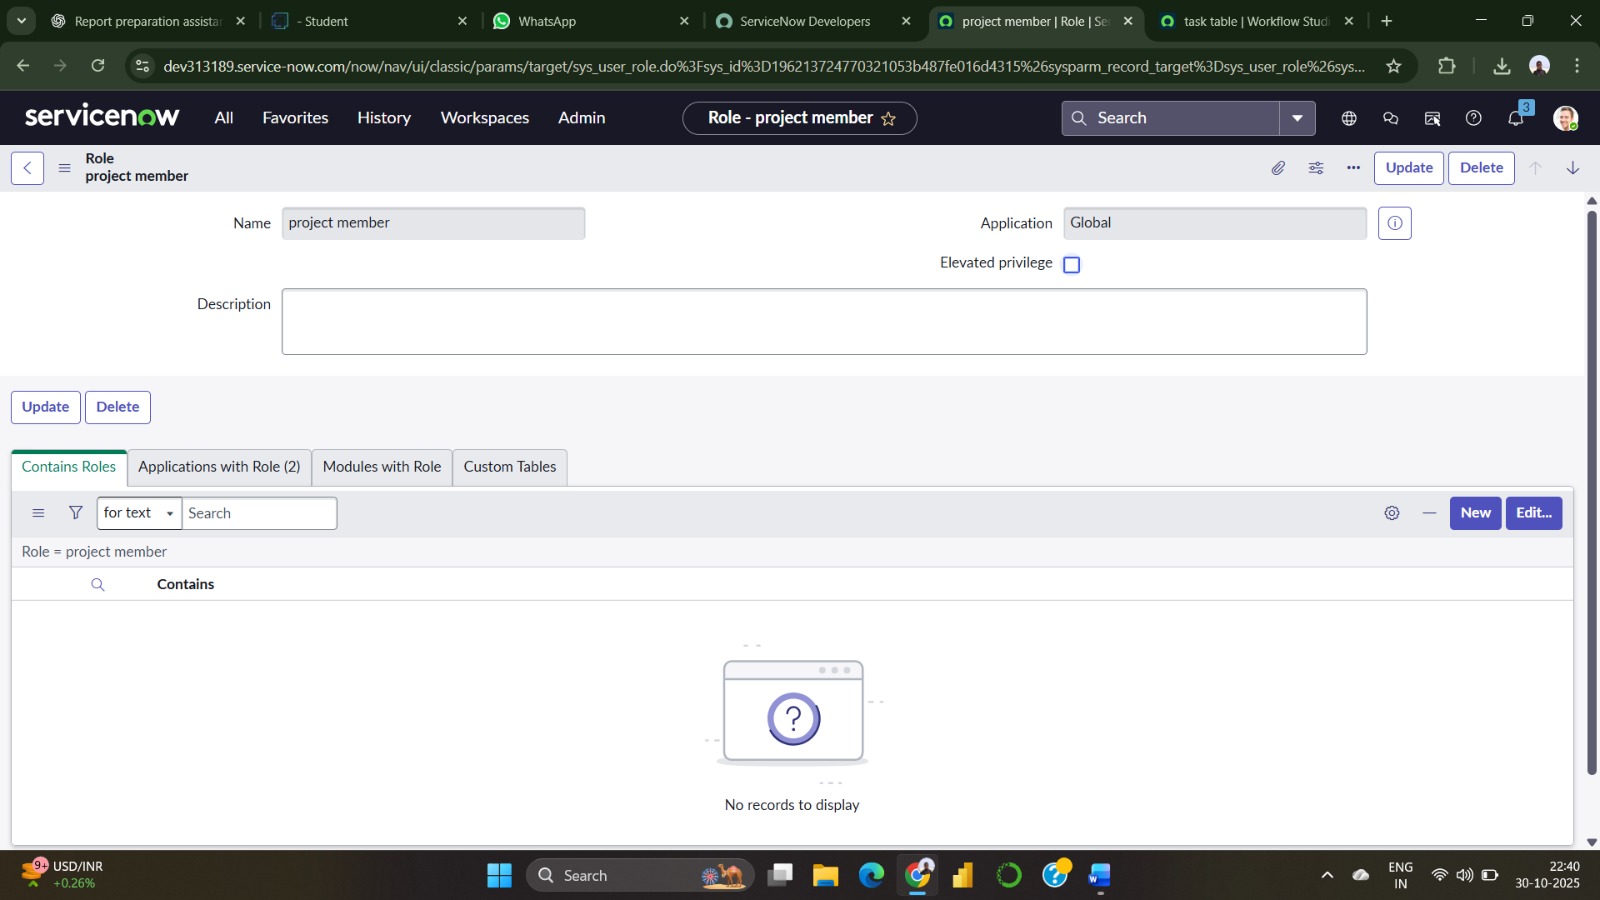 Report preparation assistan
- Student
WhatsApp
ServiceNow Developers
project member | Role | Se
task table | Workflow Studi
dev313189.service-now.com/now/nav/ui/classic/params/target/sys_user_role.do%3Fsys_id%3D196213724770321053b487fe016d4315%26sysparm_record_target%3Dsys_user_role%26sys...
servicenow
All
Favorites
History
Workspaces
Admin
Role - project member
Search
3
Role
project member
Update
Delete
Name
project member
Application
Global
Elevated privilege
Description
Update
Delete
Contains Roles
Applications with Role (2)
Modules with Role
Custom Tables
for text
Search
New
Edit...
Role = project member
Contains
?
No records to display
9+
USD/INR
+0.26%
Search
W
ENG
IN
22:40
30-10-2025